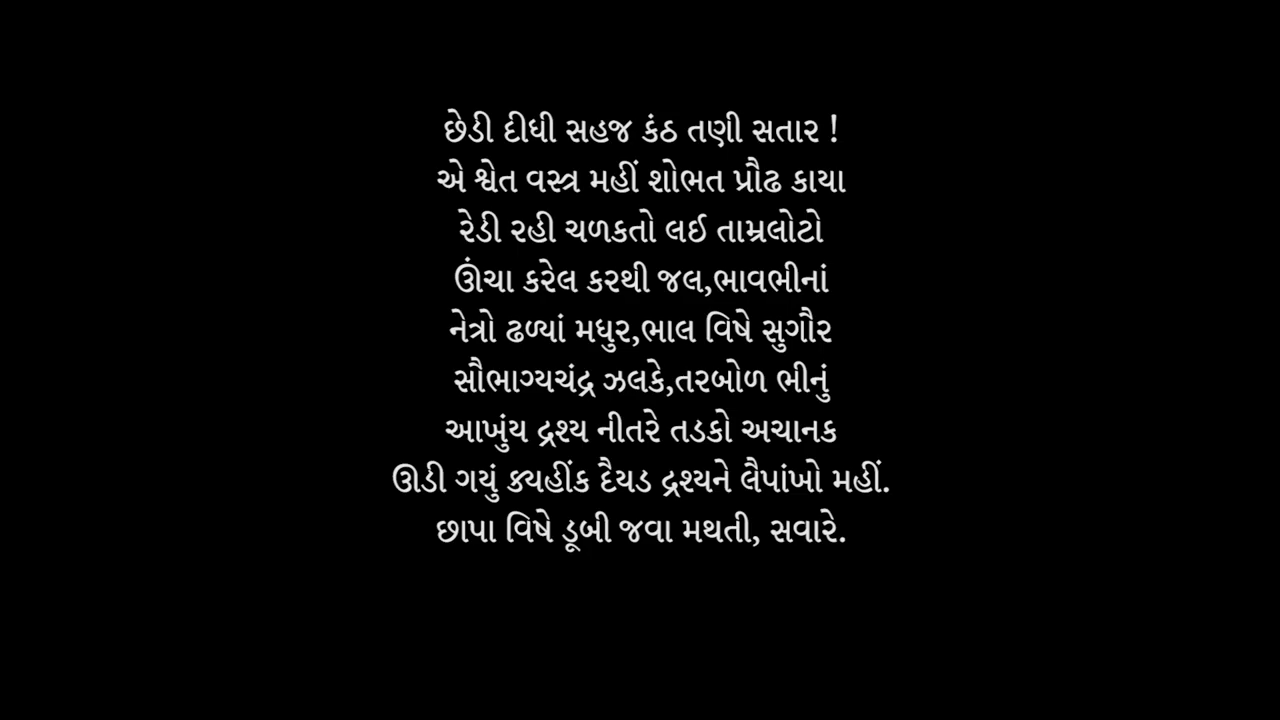 છેડી દીધી સહજ કંઠ તણી સતાર !
એ શ્વેત વસ્ત્ર મહીં શોભત પ્રૌઢ કાયા
રેડી રહી ચળકતો લઈ તામ્રલોટો
ઊંચા કરેલ કરથી જલ,ભાવભીનાં
નેત્રો ઢળ્યાં મધુર,ભાલ વિષે સુગૌર
સૌભાગ્યચંદ્ર ઝલકે,તરબોળ ભીનું
આખુંય દ્રશ્ય નીતરે તડકો અચાનક
ઊડી ગયું ક્યહીંક દૈયડ દ્રશ્યને લૈપાંખો મહીં.
છાપા વિષે ડૂબી જવા મથતી, સવારે.